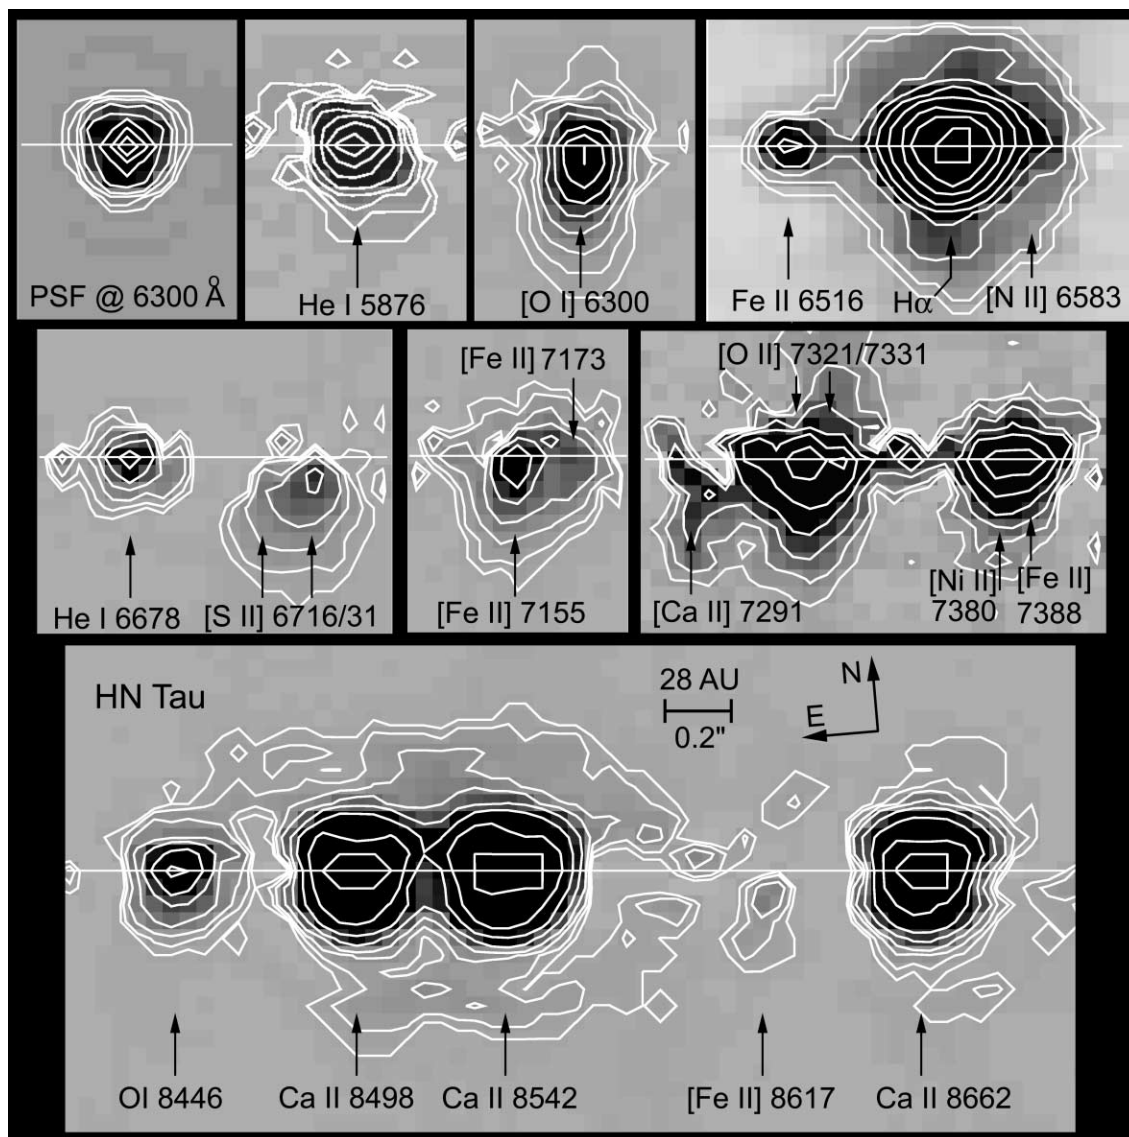 PSF @ 6300 Å
He I 5876
[O I] 6300
Fe II 6516
Hα
[N II] 6583
He I 6678
[S II] 6716/31
[Fe II] 7173
[Fe II] 7155
[O II] 7321/7331
[Ca II] 7291
[Ni II]
7380
[Fe II]
7388
HN Tau
28 AU
0.2"
N
E
OI 8446
Ca II 8498
Ca II 8542
[Fe II] 8617
Ca II 8662